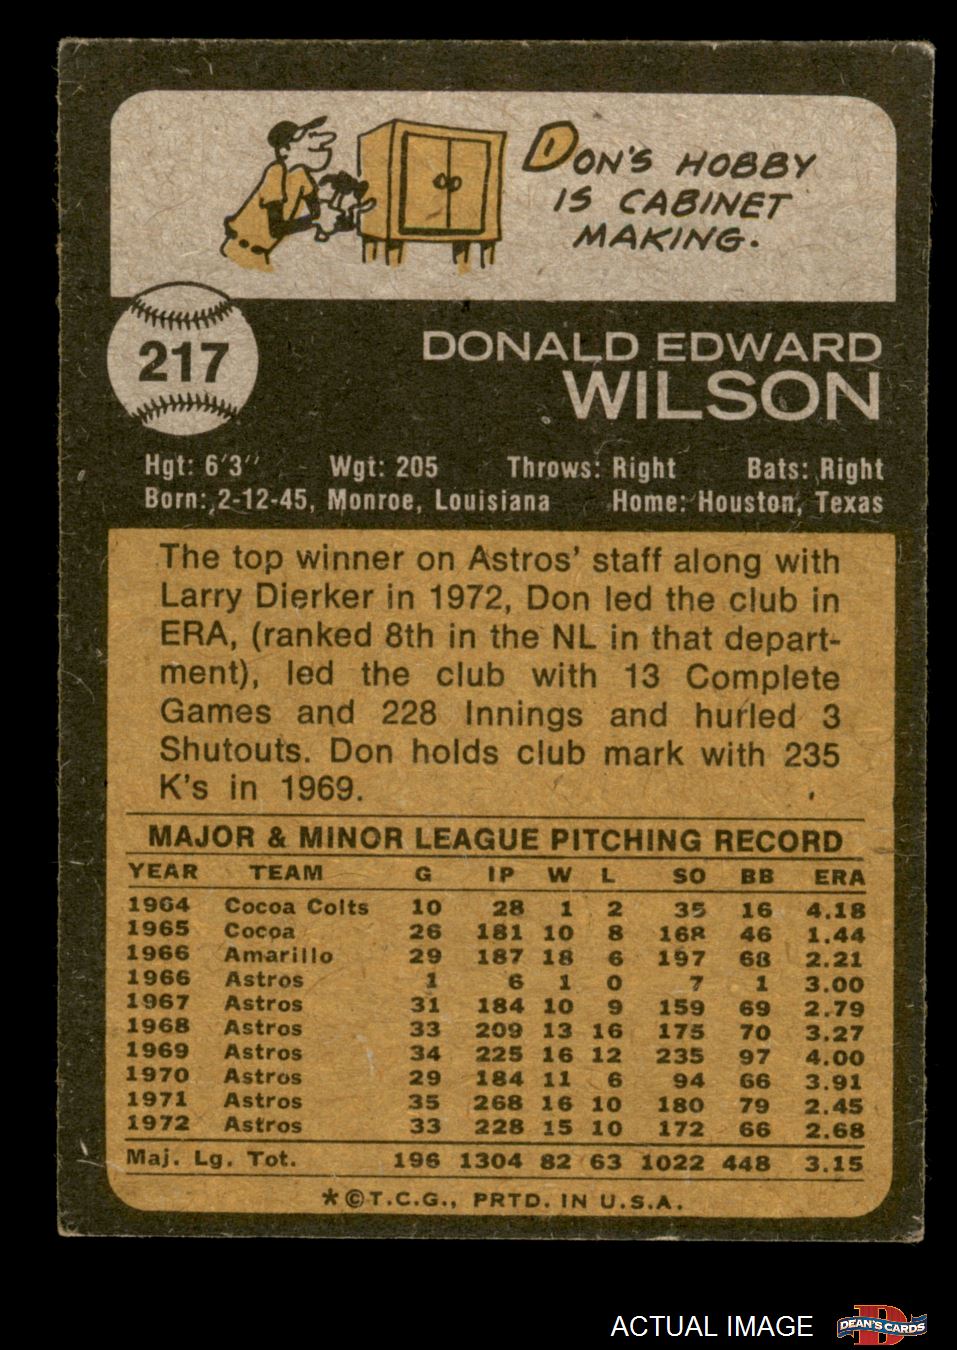 DON'S HOBBY
IS CABINET
MAKING.
217
DONALD EDWARD
WILSON
Hgt: 6'3" Wgt: 205 Throws: Right Bats: Right
Born: 2-12-45, Monroe, Louisiana Home: Houston, Texas
The top winner on Astros' staff along with
Larry Dierker in 1972, Don led the club in
ERA, (ranked 8th in the NL in that depart-
ment), led the club with 13 Complete
Games and 228 Innings and hurled 3
Shutouts. Don holds club mark with 235
K's in 1969.
MAJOR & MINOR LEAGUE PITCHING RECORD
YEAR TEAM G IP W L SO BB ERA
1964 Cocoa Colts 10 28 1 2 35 16 4.18
1965 Cocoa 26 181 10 8 168 46 1.44
1966 Amarillo 29 187 18 6 197 68 2.21
1966 Astros 1 6 1 0 7 1 3.00
1967 Astros 31 184 10 9 159 69 2.79
1968 Astros 33 209 13 16 175 70 3.27
1969 Astros 34 225 16 12 235 97 4.00
1970 Astros 29 184 11 6 94 66 3.91
1971 Astros 35 268 16 10 180 79 2.45
1972 Astros 33 228 15 10 172 66 2.68
Maj. Lg. Tot. 196 1304 82 63 1022 448 3.15
*©T.C.G., PRTD. IN U.S.A.
ACTUAL IMAGE
D
DEAN'S CARDS